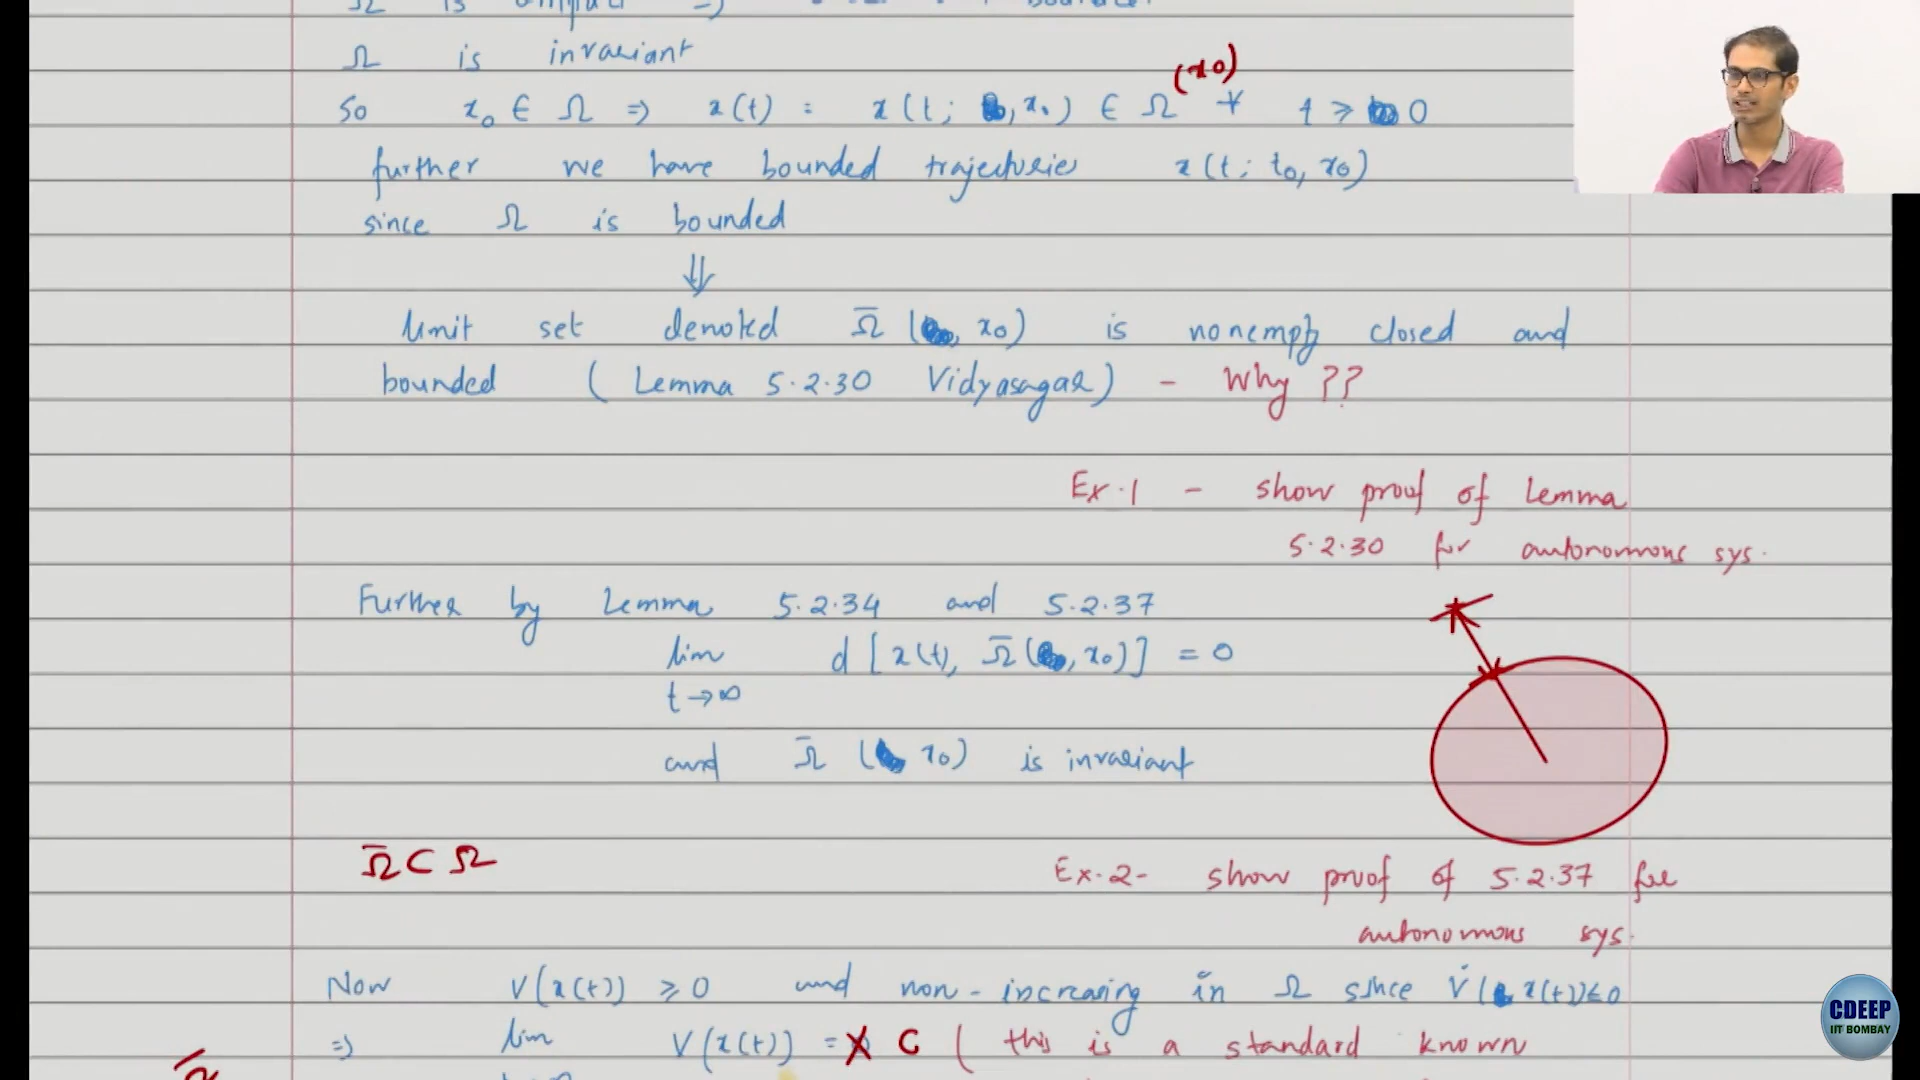 Ω is
Ω is invariant
(x0)
So x₀ ∈ Ω ⇒ x(t) = x(t; , x₀) ∈ Ω ∀ t ≥ 0
further we have bounded trajectories x(t; t0, x0)
since Ω is bounded
⇓
limit set denoted Ω̄ ( , x0) is nonempty closed and
bounded (Lemma 5.2.30 Vidyasagar) - Why ??
Ex.1 - show proof of Lemma
5.2.30 for autonomous sys.
Further by Lemma 5.2.34 and 5.2.37
lim d[x(t), Ω̄( , x0)] = 0
t→∞
and Ω̄ ( x0) is invariant
Ω̄ ⊂ Ω
Ex.2- show proof of 5.2.37 for
autonomous sys.
Now V(x(t)) ≥ 0 and non-increasing in Ω since V̇( x(t)) ≤ 0
⇒ lim V(x(t)) = C (this is a standard known
CDEEP
IIT BOMBAY